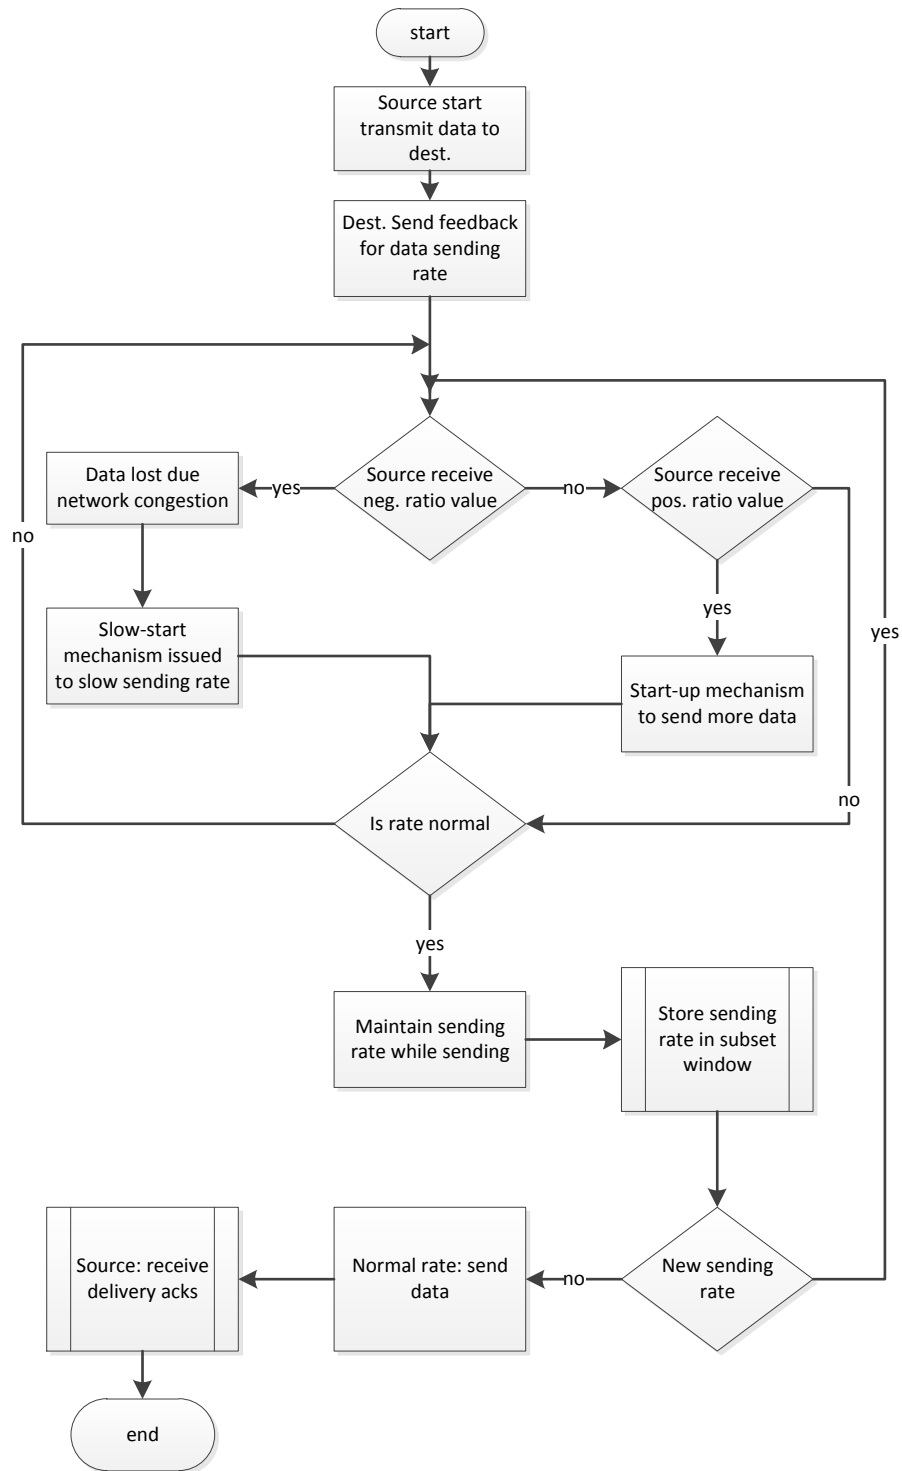 start
Source start
transmit data to
dest.
Dest. Send feedback
for data sending
rate
Data lost due
network congestion
yes
Source receive
neg. ratio value
no
Source receive
pos. ratio value
no
yes
yes
Slow-start
mechanism issued
to slow sending rate
Start-up mechanism
to send more data
no
Is rate normal
yes
Maintain sending
rate while sending
Store sending
rate in subset
window
Source: receive
delivery acks
Normal rate: send
data
no
New sending
rate
end